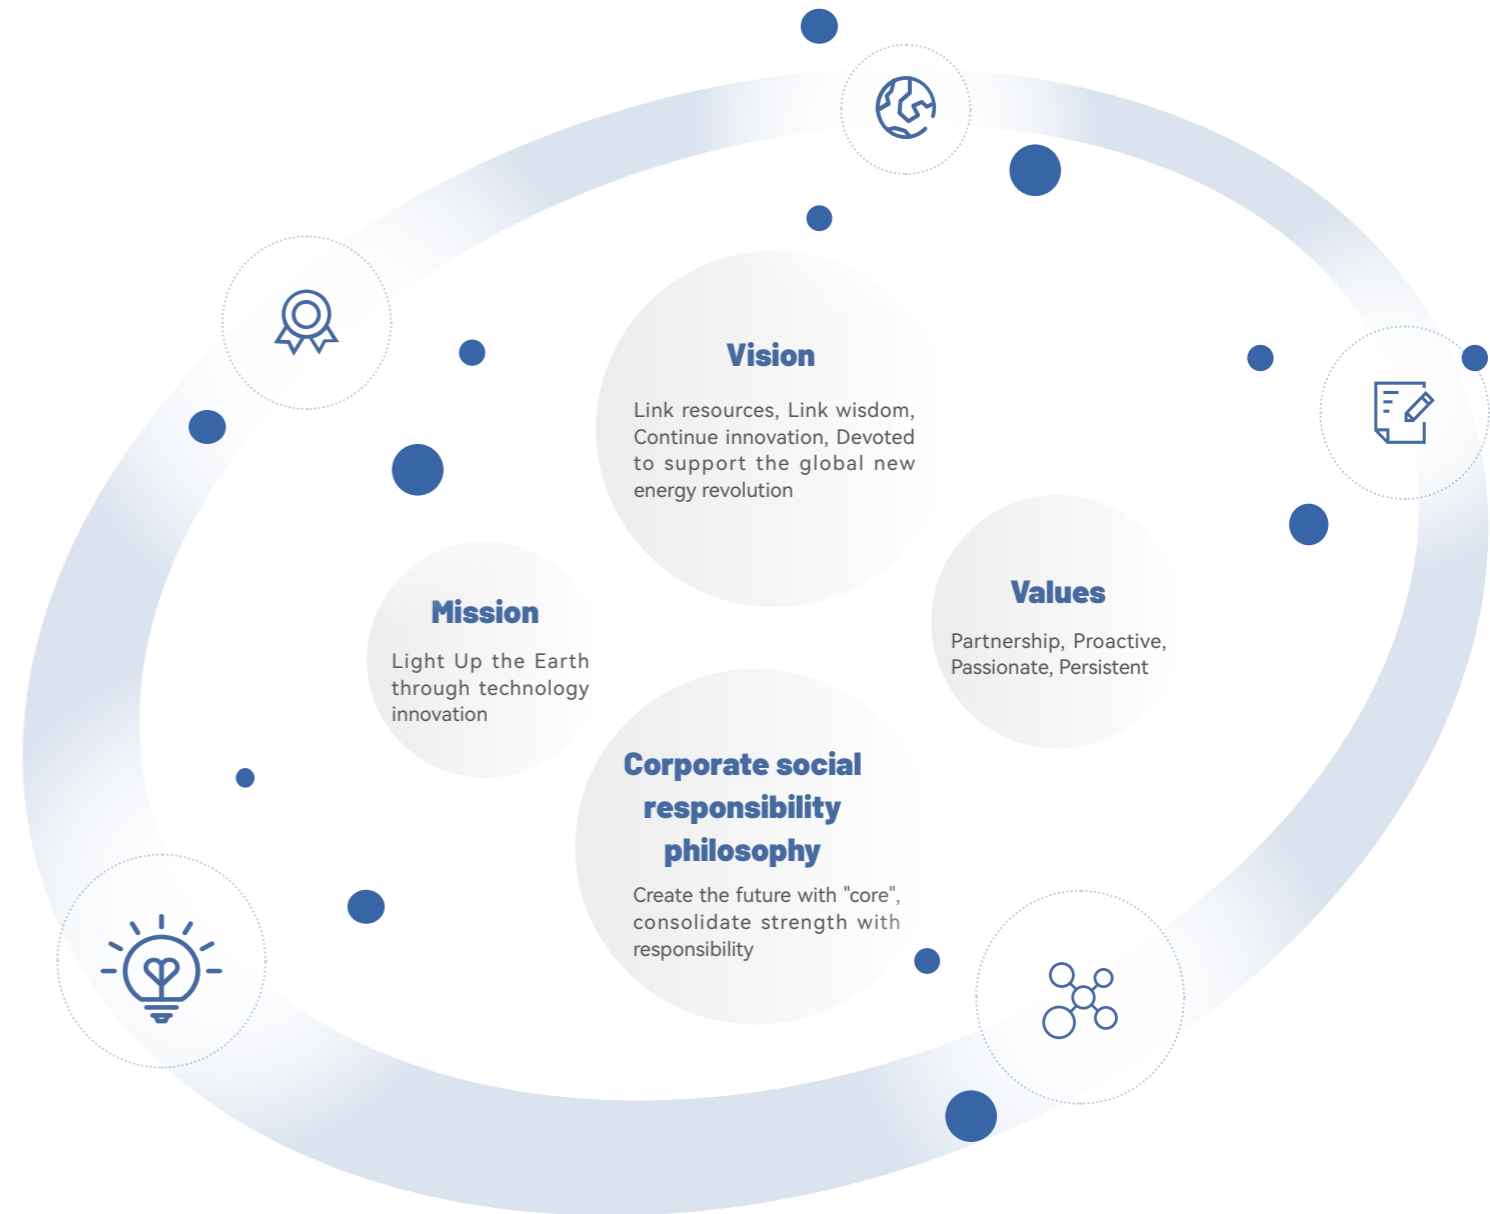 Vision
Link resources, Link wisdom,
Continue innovation, Devoted
to support the global new
energy revolution
Mission
Light Up the Earth
through technology
innovation
Values
Partnership, Proactive,
Passionate, Persistent
Corporate social
responsibility
philosophy
Create the future with "core",
consolidate strength with
responsibility